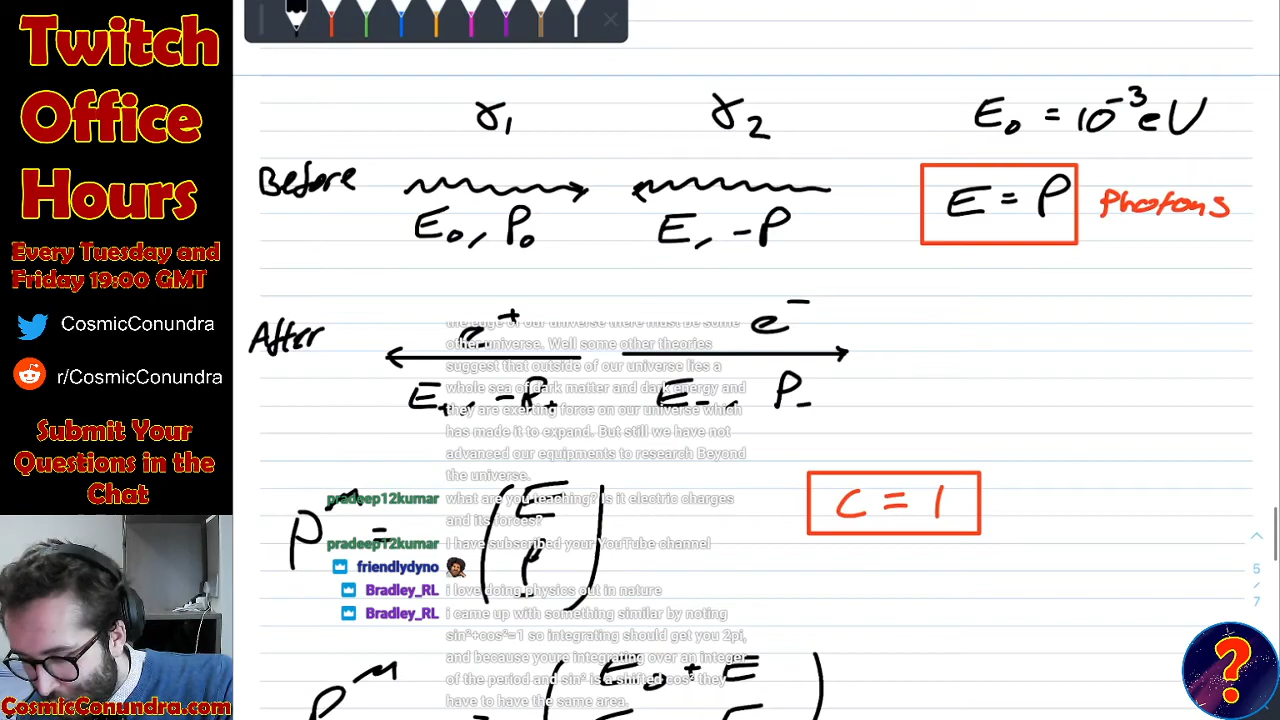 Twitch
Office
Hours
Every Tuesday and
Friday 19:00 GMT
CosmicConundra
r/CosmicConundra
Submit Your
Questions in the
Chat
CosmicConundra.com
γ₁ γ₂ E₀ = 10⁻³ eV
Before
E = P Photons
E₀, P₀ E, -P
After e⁺ e⁻
E₊, -P₊ E₋, P₋
the edge of our universe there must be some
other universe. Well some other theories
suggest that outside of our universe lies a
whole sea of dark matter and dark energy and
they are exerting force on our universe which
has made it to expand. But still we have not
advanced our equipments to research Beyond
the universe.
pradeep12kumar what are you teaching? Is it electric charges
and its forces?
pradeep12kumar I have subscribed your YouTube channel
friendlydyno
Bradley_RL i love doing physics out in nature
Bradley_RL i came up with something similar by noting
sin²+cos²=1 so integrating should get you 2pi,
and because youre integrating over an integer
of the period and sin² is a shifted cos² they
have to have the same area.
c = 1
E₀ + E
5
/
7
?